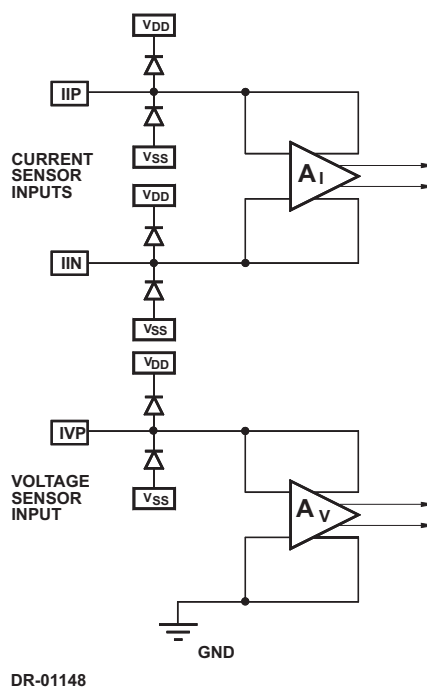 VDD
IIP
VSS
CURRENT
SENSOR
INPUTS
VDD
AI
IIN
VSS
VDD
IVP
VSS
VOLTAGE
SENSOR
INPUT
AV
GND
DR-01148